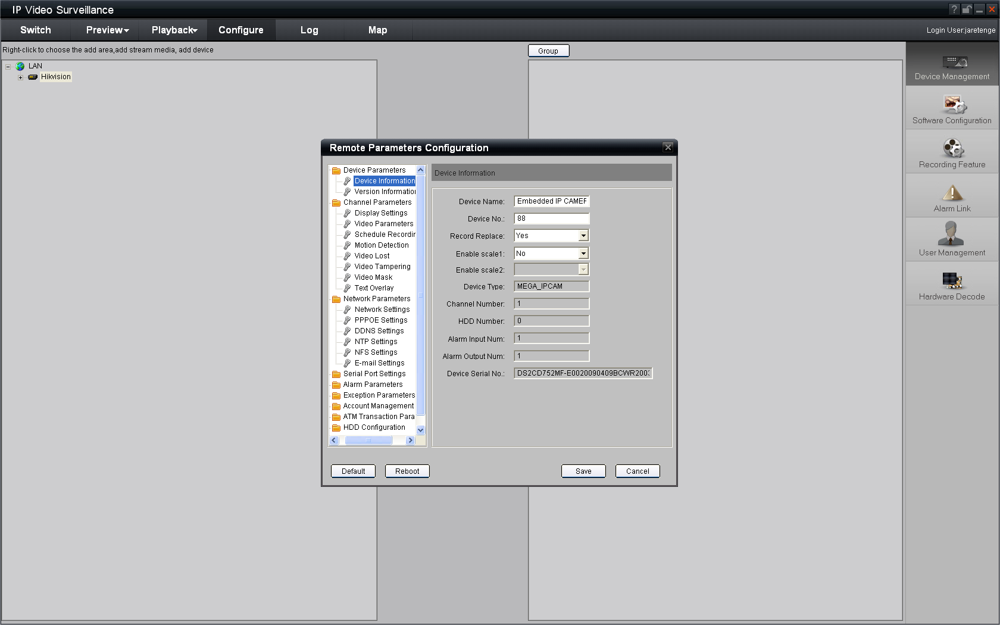 IP Video Surveillance
Switch Preview Playback Configure Log Map Login User:jaretenge
Right-click to choose the add area,add stream media, add device
Group
LAN
Hikvision
Device Management
Software Configuration
Recording Feature
Alarm Link
User Management
Hardware Decode
Remote Parameters Configuration
Device Parameters
Device Information
Version Information
Channel Parameters
Display Settings
Video Parameters
Schedule Recordin
Motion Detection
Video Lost
Video Tampering
Video Mask
Text Overlay
Network Parameters
Network Settings
PPPOE Settings
DDNS Settings
NTP Settings
NFS Settings
E-mail Settings
Serial Port Settings
Alarm Parameters
Exception Parameters
Account Management
ATM Transaction Para
HDD Configuration
Device Information
Device Name: Embedded IP CAMER
Device No.: 88
Record Replace: Yes
Enable scale1: No
Enable scale2:
Device Type: MEGA_IPCAM
Channel Number: 1
HDD Number: 0
Alarm Input Num: 1
Alarm Output Num: 1
Device Serial No.: DS2CD752MF-E0020090409BCWR2003
Default Reboot Save Cancel